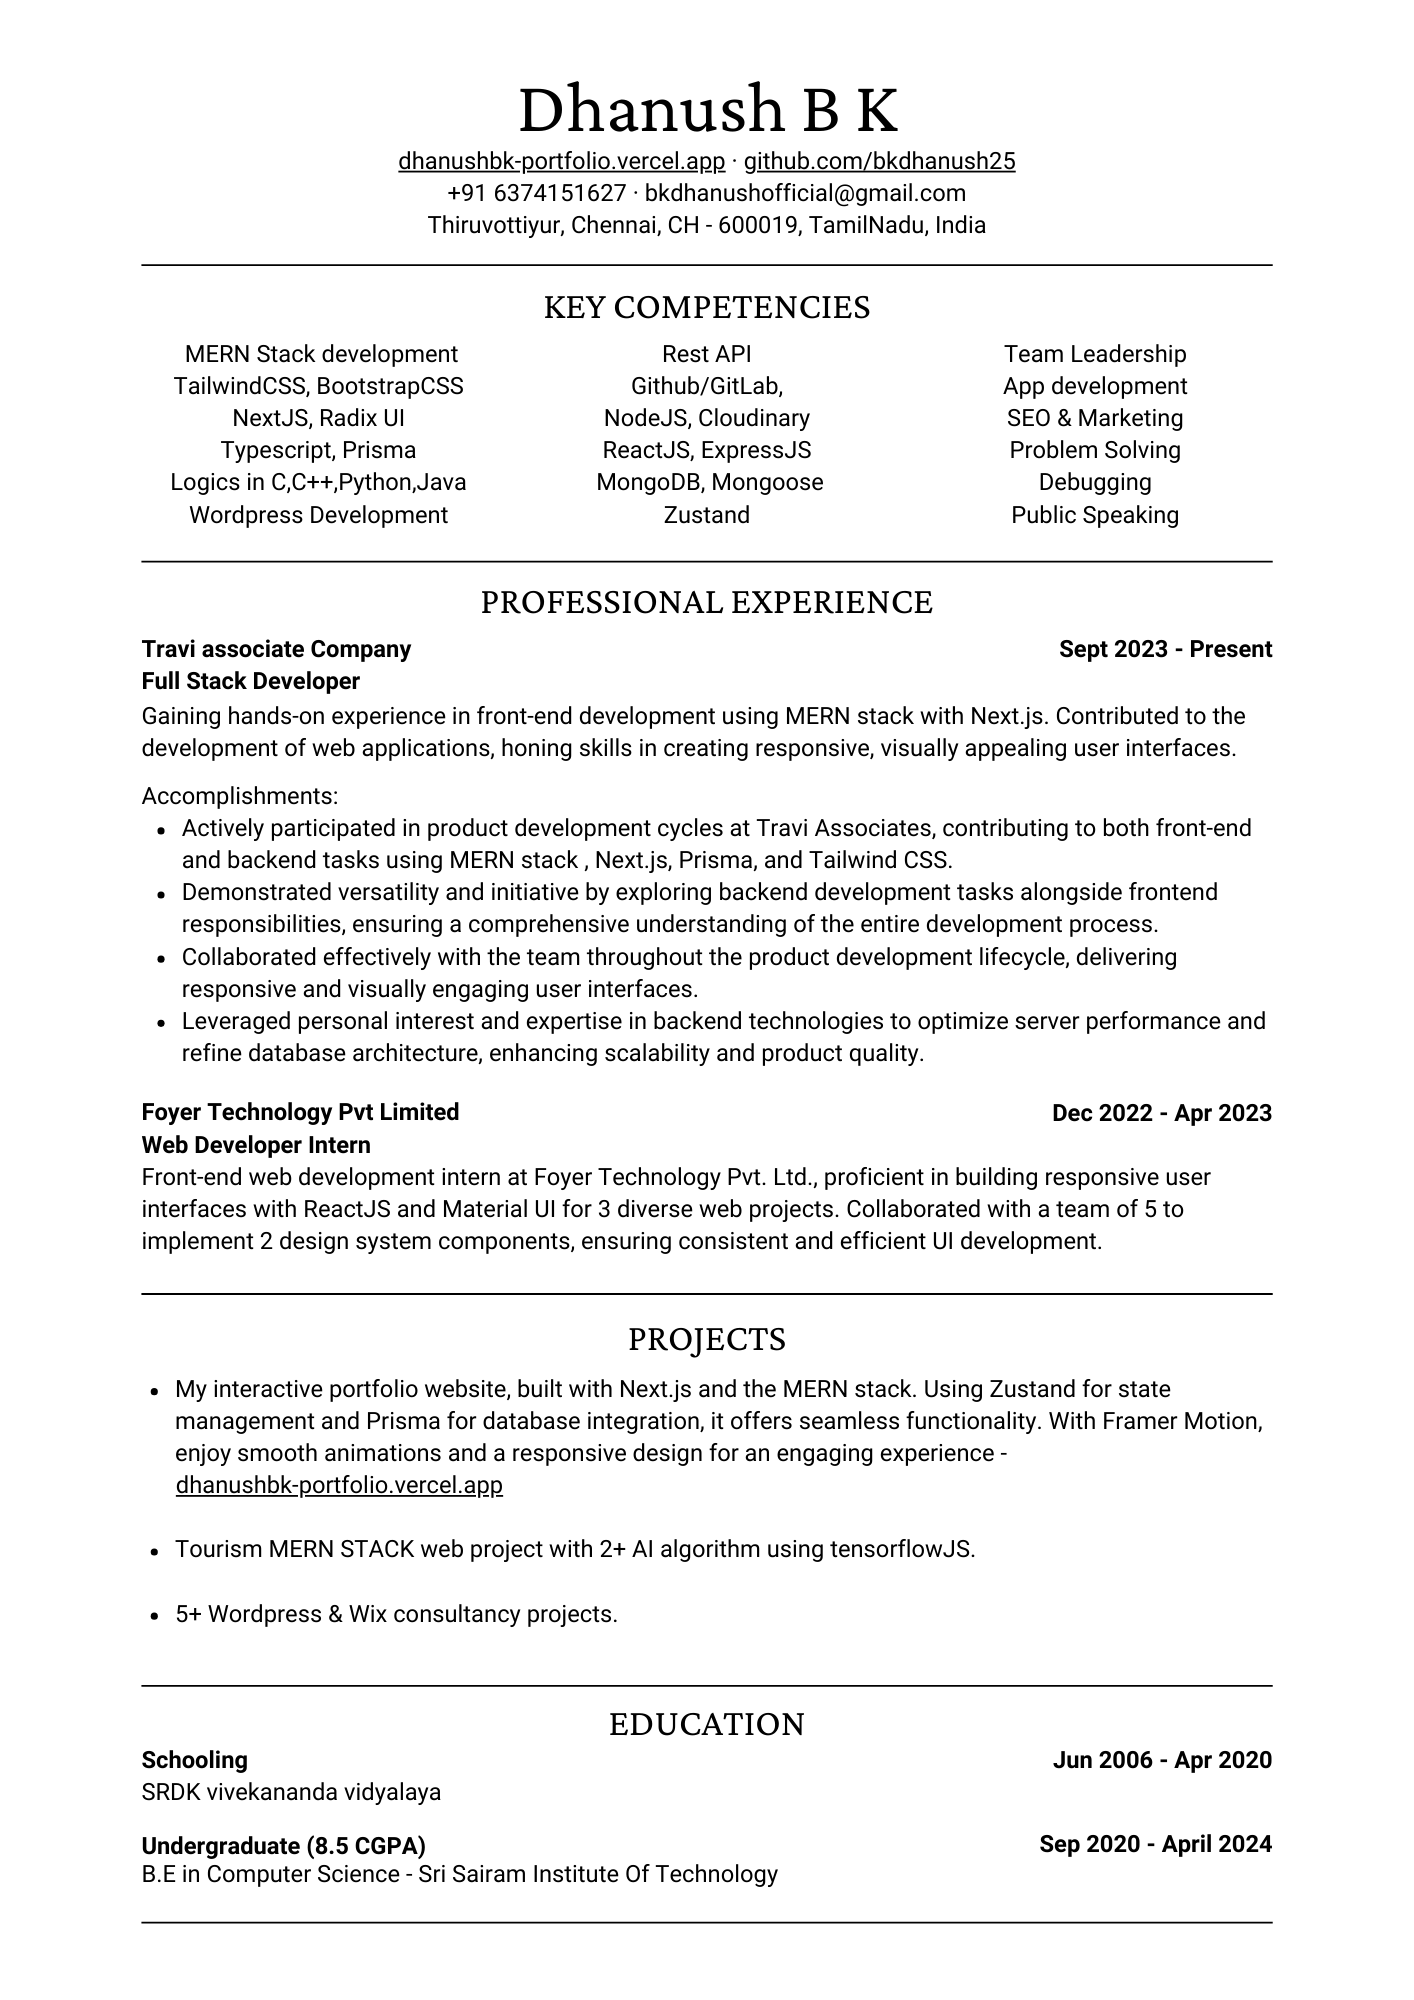 Dhanush B K
dhanushbk-portfolio.vercel.app · github.com/bkdhanush25
+91 6374151627 · bkdhanushofficial@gmail.com
Thiruvottiyur, Chennai, CH - 600019, TamilNadu, India
KEY COMPETENCIES
MERN Stack development
TailwindCSS, BootstrapCSS
NextJS, Radix UI
Typescript, Prisma
Logics in C,C++,Python,Java
Wordpress Development
Rest API
Github/GitLab,
NodeJS, Cloudinary
ReactJS, ExpressJS
MongoDB, Mongoose
Zustand
Team Leadership
App development
SEO & Marketing
Problem Solving
Debugging
Public Speaking
PROFESSIONAL EXPERIENCE
Travi associate Company Sept 2023 - Present
Full Stack Developer
Gaining hands-on experience in front-end development using MERN stack with Next.js. Contributed to the
development of web applications, honing skills in creating responsive, visually appealing user interfaces.
Accomplishments:
• Actively participated in product development cycles at Travi Associates, contributing to both front-end
and backend tasks using MERN stack , Next.js, Prisma, and Tailwind CSS.
• Demonstrated versatility and initiative by exploring backend development tasks alongside frontend
responsibilities, ensuring a comprehensive understanding of the entire development process.
• Collaborated effectively with the team throughout the product development lifecycle, delivering
responsive and visually engaging user interfaces.
• Leveraged personal interest and expertise in backend technologies to optimize server performance and
refine database architecture, enhancing scalability and product quality.
Foyer Technology Pvt Limited Dec 2022 - Apr 2023
Web Developer Intern
Front-end web development intern at Foyer Technology Pvt. Ltd., proficient in building responsive user
interfaces with ReactJS and Material UI for 3 diverse web projects. Collaborated with a team of 5 to
implement 2 design system components, ensuring consistent and efficient UI development.
PROJECTS
• My interactive portfolio website, built with Next.js and the MERN stack. Using Zustand for state
management and Prisma for database integration, it offers seamless functionality. With Framer Motion,
enjoy smooth animations and a responsive design for an engaging experience -
dhanushbk-portfolio.vercel.app
• Tourism MERN STACK web project with 2+ AI algorithm using tensorflowJS.
• 5+ Wordpress & Wix consultancy projects.
EDUCATION
Schooling Jun 2006 - Apr 2020
SRDK vivekananda vidyalaya
Undergraduate (8.5 CGPA) Sep 2020 - April 2024
B.E in Computer Science - Sri Sairam Institute Of Technology